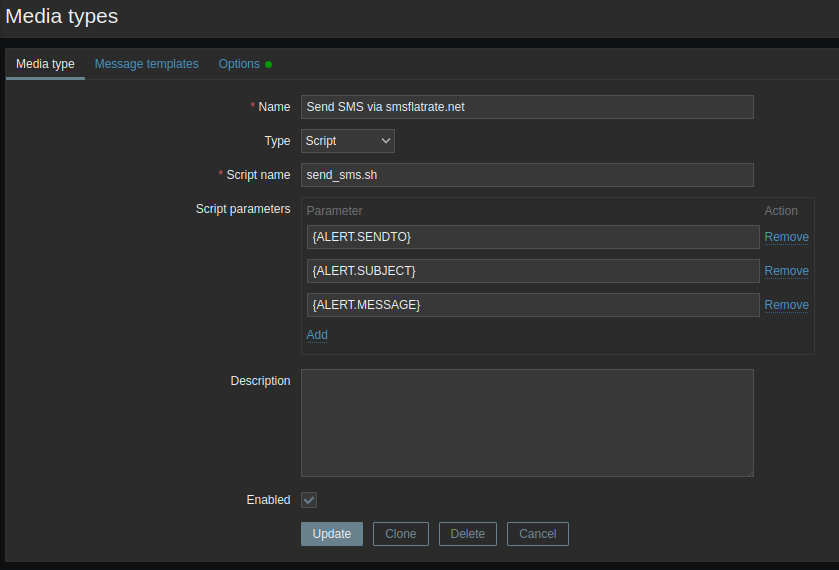 Media types
Media type Message templates Options
* Name Send SMS via smsflatrate.net
Type Script
* Script name send_sms.sh
Script parameters Parameter Action
{ALERT.SENDTO} Remove
{ALERT.SUBJECT} Remove
{ALERT.MESSAGE} Remove
Add
Description
Enabled
Update Clone Delete Cancel